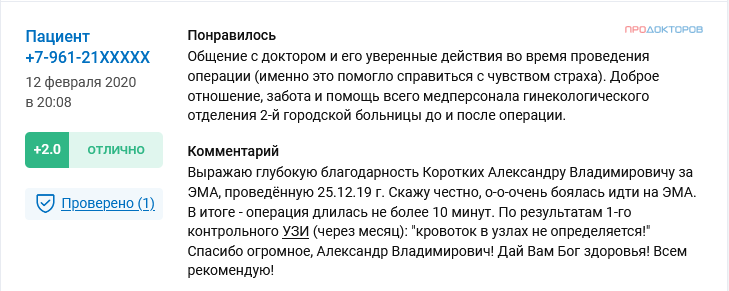 Пациент
+7-961-21XXXXX
12 февраля 2020
в 20:08
+2.0 ОТЛИЧНО
Проверено (1)
ПРОДОКТОРОВ
Понравилось
Общение с доктором и его уверенные действия во время проведения
операции (именно это помогло справиться с чувством страха). Доброе
отношение, забота и помощь всего медперсонала гинекологического
отделения 2-й городской больницы до и после операции.
Комментарий
Выражаю глубокую благодарность Коротких Александру Владимировичу за
ЭМА, проведённую 25.12.19 г. Скажу честно, о-о-очень боялась идти на ЭМА.
В итоге - операция длилась не более 10 минут. По результатам 1-го
контрольного УЗИ (через месяц): "кровоток в узлах не определяется!"
Спасибо огромное, Александр Владимирович! Дай Вам Бог здоровья! Всем
рекомендую!